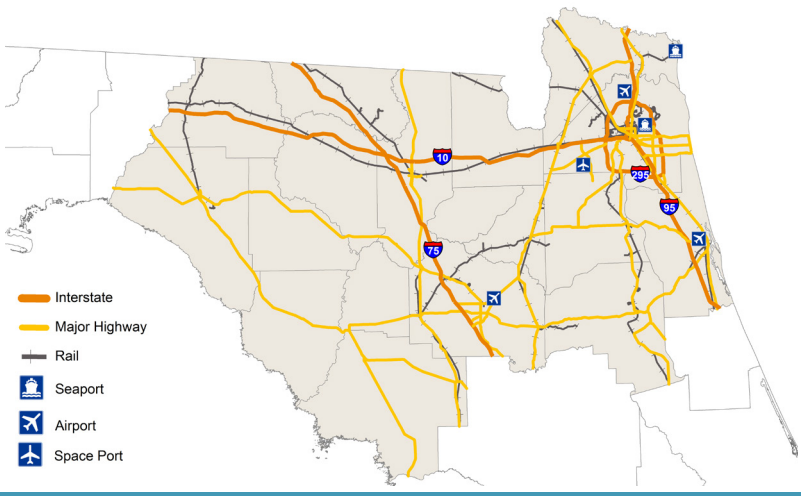 10
295
95
75
Interstate
Major Highway
Rail
Seaport
Airport
Space Port